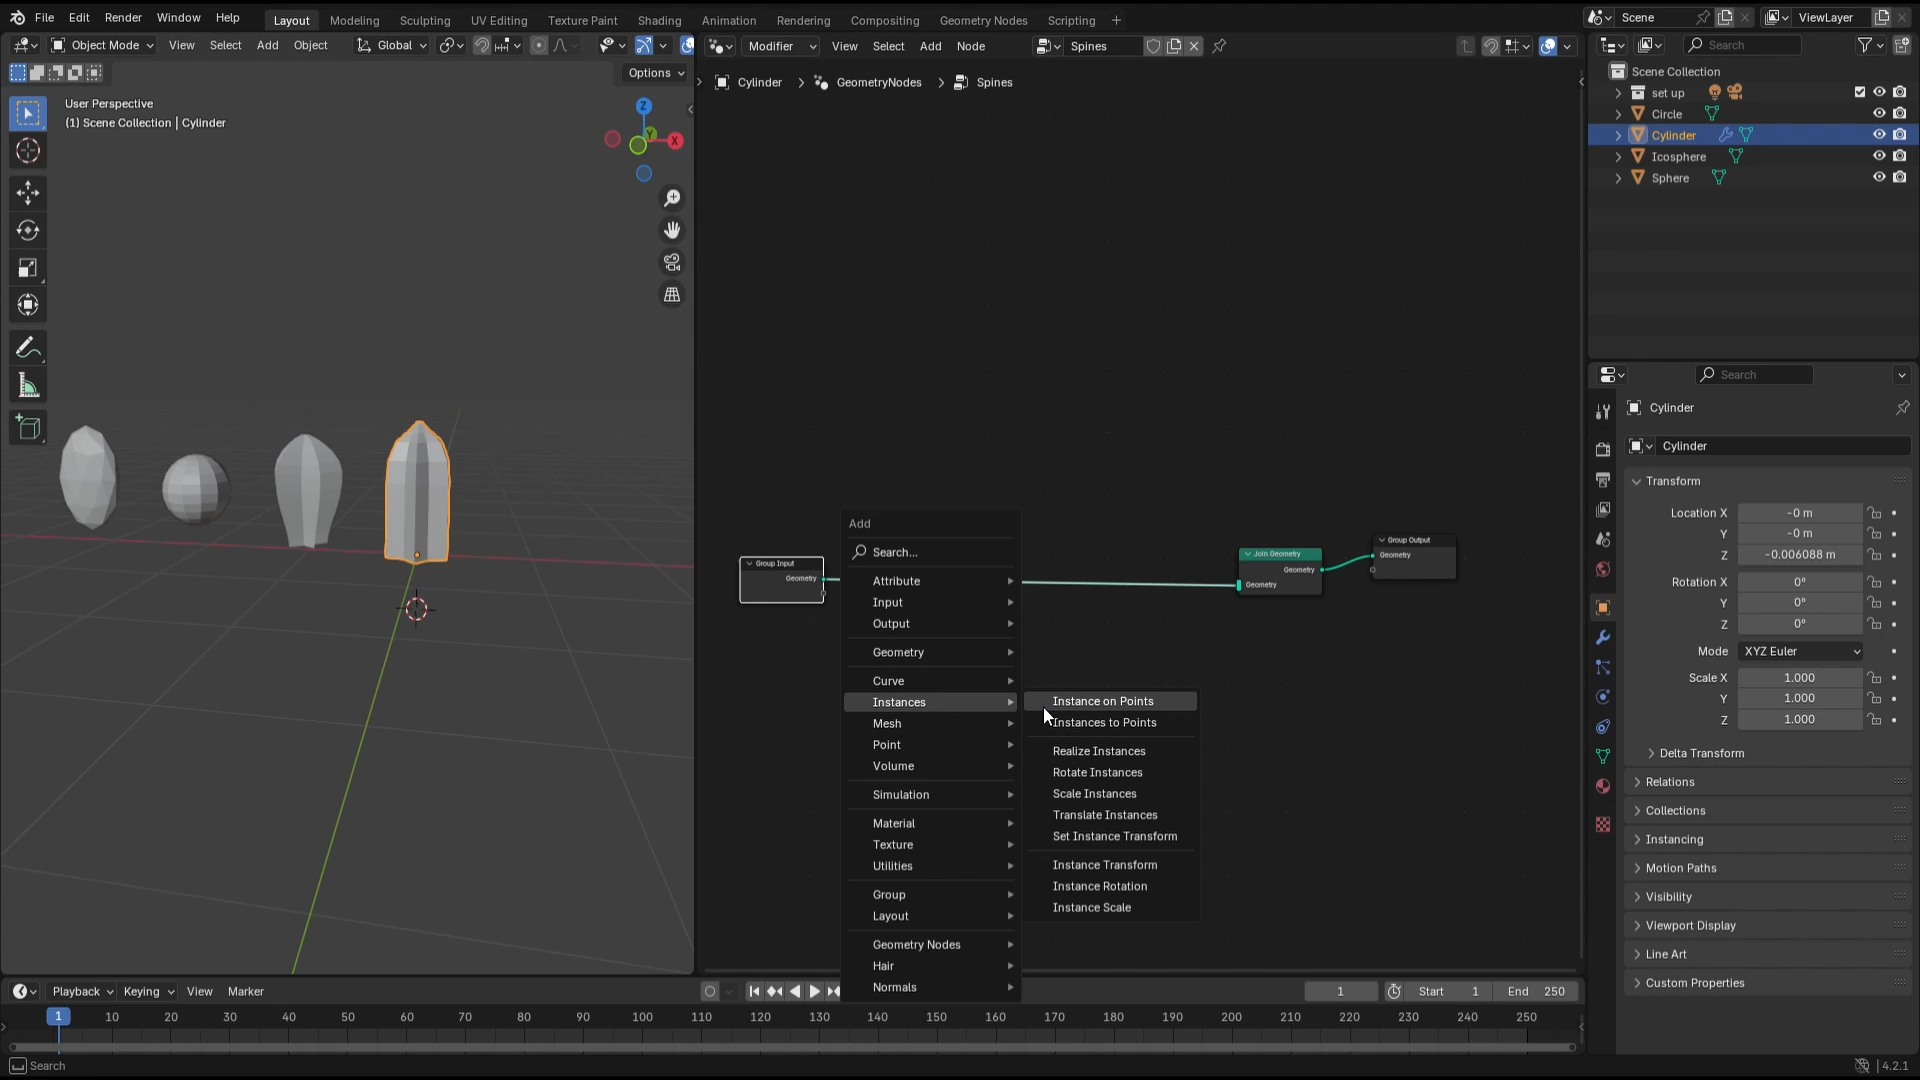 File Edit Render Window Help Layout Modeling Sculpting UV Editing Texture Paint Shading Animation Rendering Compositing Geometry Nodes Scripting + Scene ViewLayer
Object Mode View Select Add Object Global Modifier View Select Add Node Spines Search
Options
User Perspective
(1) Scene Collection | Cylinder
Z
Y
X
Cylinder > GeometryNodes > Spines
Group Input
Geometry
Join Geometry
Geometry
Geometry
Group Output
Geometry
Add
Search...
Attribute
Input
Output
Geometry
Curve
Instances
Mesh
Point
Volume
Simulation
Material
Texture
Utilities
Group
Layout
Geometry Nodes
Hair
Normals
Instance on Points
Instances to Points
Realize Instances
Rotate Instances
Scale Instances
Translate Instances
Set Instance Transform
Instance Transform
Instance Rotation
Instance Scale
Scene Collection
set up
Circle
Cylinder
Icosphere
Sphere
Search
Cylinder
Cylinder
Transform
Location X -0 m
Y -0 m
Z -0.006088 m
Rotation X 0°
Y 0°
Z 0°
Mode XYZ Euler
Scale X 1.000
Y 1.000
Z 1.000
Delta Transform
Relations
Collections
Instancing
Motion Paths
Visibility
Viewport Display
Line Art
Custom Properties
Playback Keying View Marker 1 Start 1 End 250
1 10 20 30 40 50 60 70 80 90 100 110 120 130 140 150 160 170 180 190 200 210 220 230 240 250
Search 4.2.1